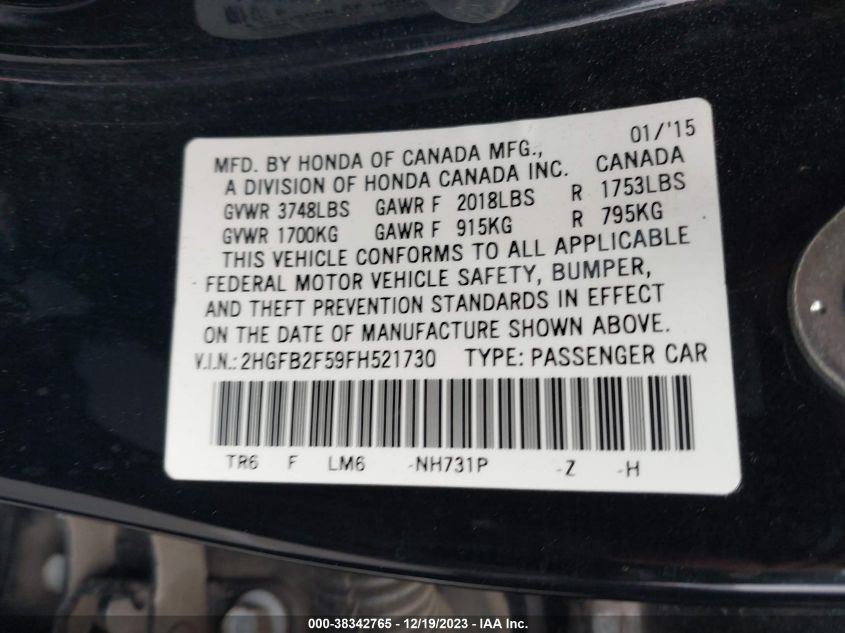 01/'15
MFD. BY HONDA OF CANADA MFG.,
A DIVISION OF HONDA CANADA INC. CANADA
GVWR 3748LBS GAWR F 2018LBS R 1753LBS
GVWR 1700KG GAWR F 915KG R 795KG
THIS VEHICLE CONFORMS TO ALL APPLICABLE
FEDERAL MOTOR VEHICLE SAFETY, BUMPER,
AND THEFT PREVENTION STANDARDS IN EFFECT
ON THE DATE OF MANUFACTURE SHOWN ABOVE.
V.I.N.: 2HGFB2F59FH521730 TYPE: PASSENGER CAR
TR6 F LM6 -NH731P -Z -H
000-38342765 - 12/19/2023 - IAA Inc.